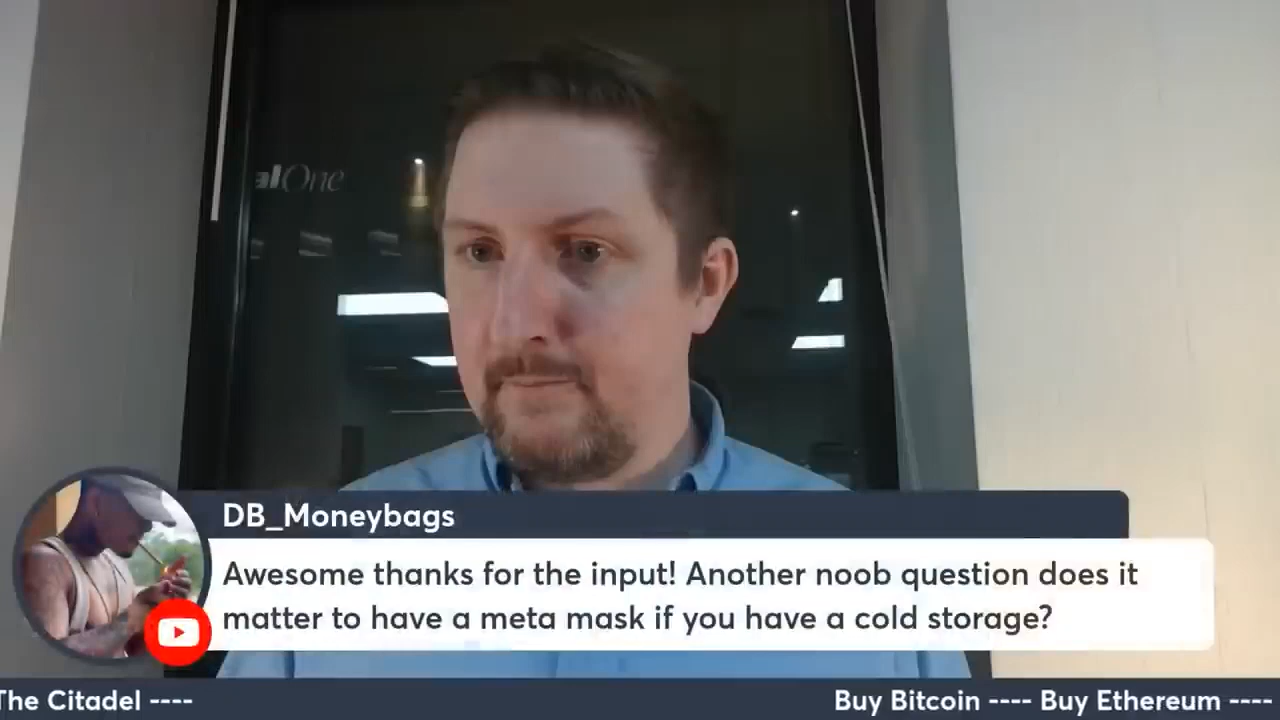 alOne
DB_Moneybags
Awesome thanks for the input! Another noob question does it
matter to have a meta mask if you have a cold storage?
The Citadel ----
Buy Bitcoin ---- Buy Ethereum ----